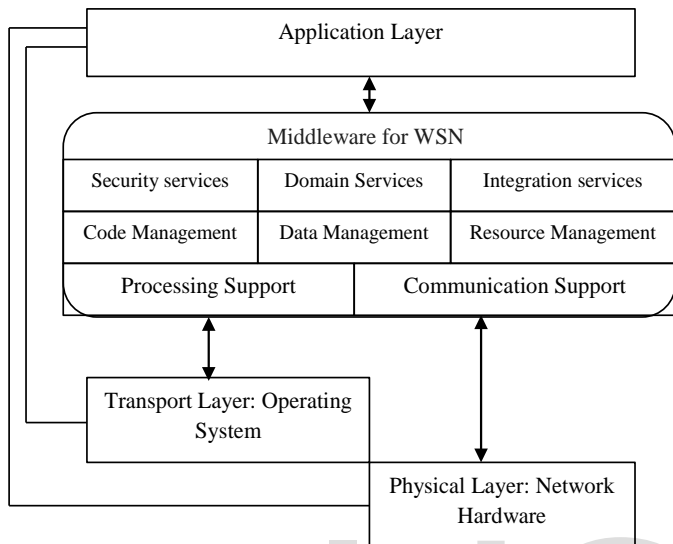 Application Layer
Middleware for WSN
Security services Domain Services Integration services
Code Management Data Management Resource Management
Processing Support Communication Support
Transport Layer: Operating
System
Physical Layer: Network
Hardware